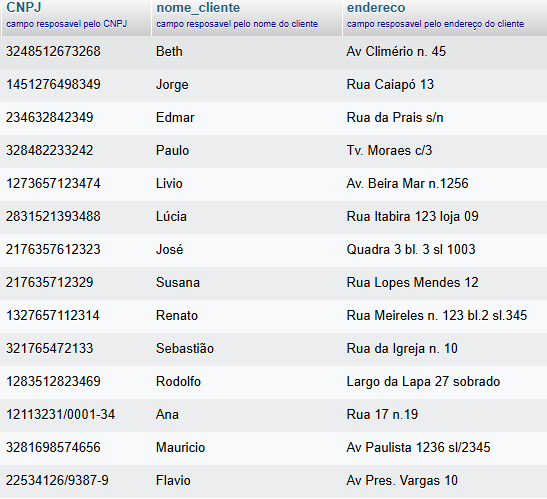 CNPJ nome_cliente endereco
campo resposavel pelo CNPJ campo resposavel pelo nome do cliente campo resposavel pelo endereço do cliente
3248512673268 Beth Av Climério n. 45
1451276498349 Jorge Rua Caiapó 13
234632842349 Edmar Rua da Prais s/n
328482233242 Paulo Tv. Moraes c/3
1273657123474 Livio Av. Beira Mar n.1256
2831521393488 Lúcia Rua Itabira 123 loja 09
2176357612323 José Quadra 3 bl. 3 sl 1003
217635712329 Susana Rua Lopes Mendes 12
1327657112314 Renato Rua Meireles n. 123 bl.2 sl.345
321765472133 Sebastião Rua da Igreja n. 10
1283512823469 Rodolfo Largo da Lapa 27 sobrado
12113231/0001-34 Ana Rua 17 n.19
3281698574656 Mauricio Av Paulista 1236 sl/2345
22534126/9387-9 Flavio Av Pres. Vargas 10